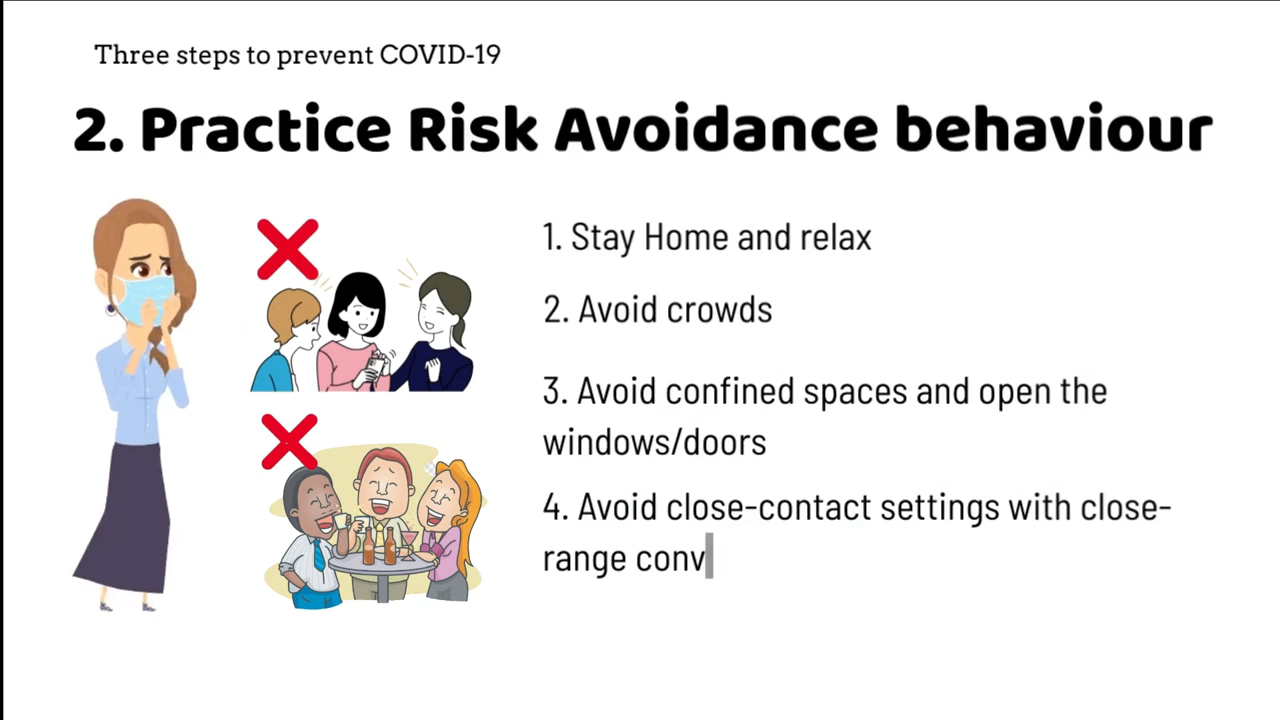 Three steps to prevent COVID-19
2. Practice Risk Avoidance behaviour
1. Stay Home and relax
2. Avoid crowds
3. Avoid confined spaces and open the
windows/doors
4. Avoid close-contact settings with close-
range conv